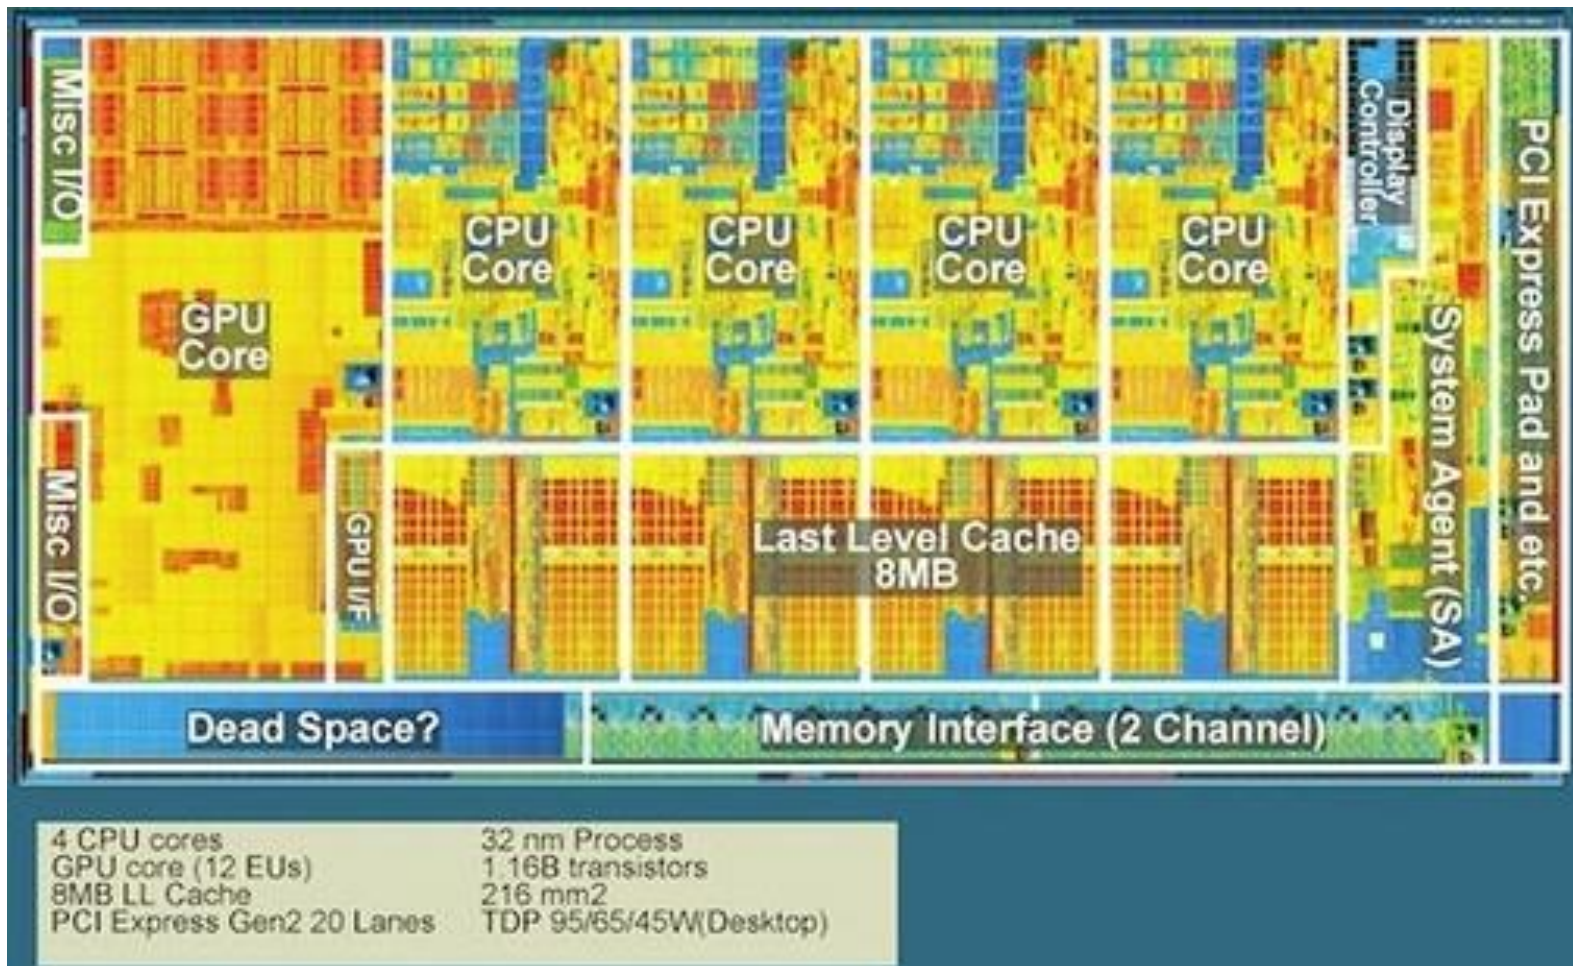 Misc I/O
GPU
Core
CPU
Core
CPU
Core
CPU
Core
CPU
Core
Display
Controller
PCI Express Pad and etc.
System Agent (SA)
Misc I/O
GPU I/F
Last Level Cache
8MB
Dead Space?
Memory Interface (2 Channel)
4 CPU cores
GPU core (12 EUs)
8MB LL Cache
PCI Express Gen2 20 Lanes
32 nm Process
1.16B transistors
216 mm2
TDP 95/65/45W(Desktop)